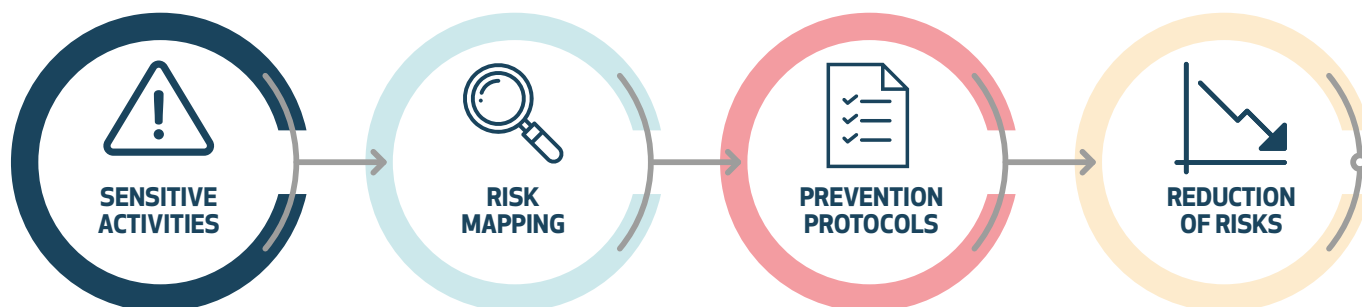 SENSITIVE
ACTIVITIES
RISK
MAPPING
PREVENTION
PROTOCOLS
REDUCTION
OF RISKS